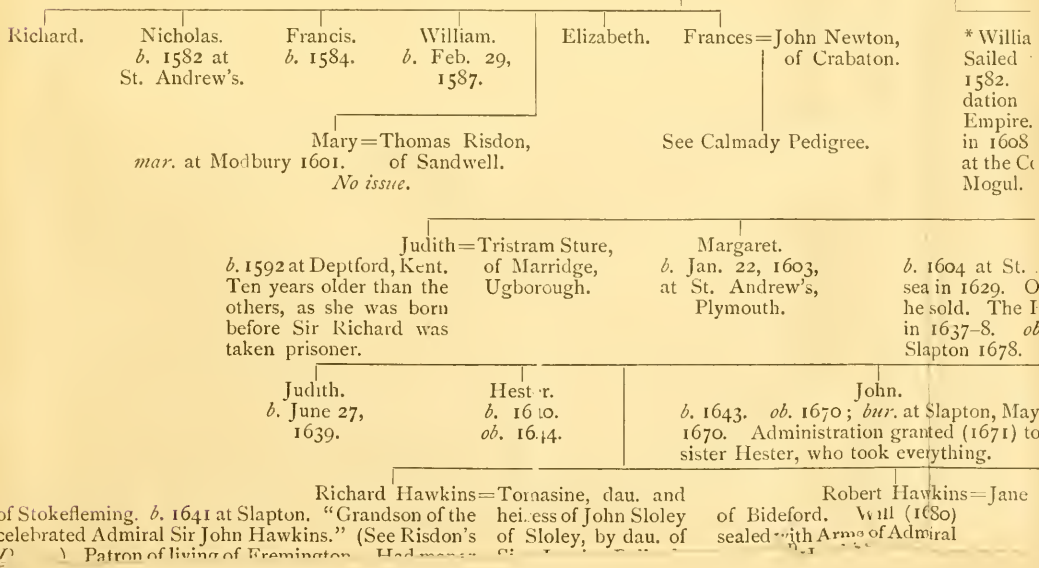 Richard.
Nicholas.
b. 1582 at
St. Andrew's.
Francis.
b. 1584.
William.
b. Feb. 29,
1587.
Elizabeth.
Frances=John Newton,
of Crabaton.
* Willia
Sailed
1582.
dation
Empire.
in 1608
at the
Mogul.
Mary=Thomas Risdon,
mar. at Modbury 1601. of Sandwell.
No issue.
See Calmady Pedigree.
Judith=Tristram Sture,
b. 1592 at Deptford, Kent. of Marridge,
Ten years older than the Ugborough.
others, as she was born
before Sir Richard was
taken prisoner.
Margaret.
b. Jan. 22, 1603,
at St. Andrew's,
Plymouth.
b. 1604 at St.
sea in 1629. O
he sold. The
in 1637–8. ob
Slapton 1678.
Judith.
b. June 27,
1639.
Hest r.
b. 16
ob.
John.
b. 1643. ob. 1670; bur. at Slapton, May
1670. Administration granted (1671) to
sister Hester, who took everything.
Richard Hawkins=Tomasine, dau. and
of Stokefleming. b. 1641 at Slapton. "Grandson of the hei.ess of John Sloley
celebrated Admiral Sir John Hawkins." (See Risdon's of Sloley, by dau. of
) Patron of living of Fremington
Robert Hawkins=Jane
of Bideford. Will (1680)
sealed with Arms of Admiral